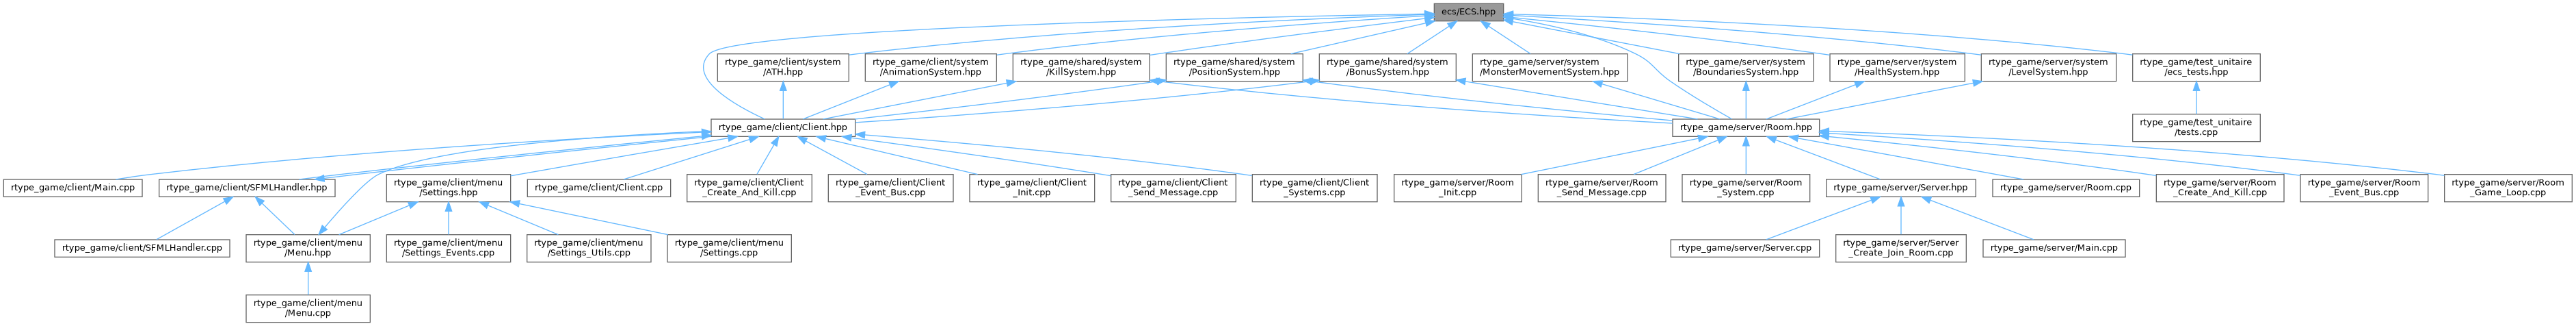 ecs/ECS.hpp
rtype_game/client/system
/ATH.hpp
rtype_game/client/system
/AnimationSystem.hpp
rtype_game/shared/system
/KillSystem.hpp
rtype_game/shared/system
/PositionSystem.hpp
rtype_game/shared/system
/BonusSystem.hpp
rtype_game/server/system
/MonsterMovementSystem.hpp
rtype_game/server/system
/BoundariesSystem.hpp
rtype_game/server/system
/HealthSystem.hpp
rtype_game/server/system
/LevelSystem.hpp
rtype_game/test_unitaire
/ecs_tests.hpp
rtype_game/client/Client.hpp
rtype_game/server/Room.hpp
rtype_game/test_unitaire
/tests.cpp
rtype_game/client/Main.cpp
rtype_game/client/SFMLHandler.hpp
rtype_game/client/menu
/Settings.hpp
rtype_game/client/Client.cpp
rtype_game/client/Client
_Create_And_Kill.cpp
rtype_game/client/Client
_Event_Bus.cpp
rtype_game/client/Client
_Init.cpp
rtype_game/client/Client
_Send_Message.cpp
rtype_game/client/Client
_Systems.cpp
rtype_game/server/Room
_Init.cpp
rtype_game/server/Room
_Send_Message.cpp
rtype_game/server/Room
_System.cpp
rtype_game/server/Server.hpp
rtype_game/server/Room.cpp
rtype_game/server/Room
_Create_And_Kill.cpp
rtype_game/server/Room
_Event_Bus.cpp
rtype_game/server/Room
_Game_Loop.cpp
rtype_game/client/SFMLHandler.cpp
rtype_game/client/menu
/Menu.hpp
rtype_game/client/menu
/Settings_Events.cpp
rtype_game/client/menu
/Settings_Utils.cpp
rtype_game/client/menu
/Settings.cpp
rtype_game/server/Server.cpp
rtype_game/server/Server
_Create_Join_Room.cpp
rtype_game/server/Main.cpp
rtype_game/client/menu
/Menu.cpp